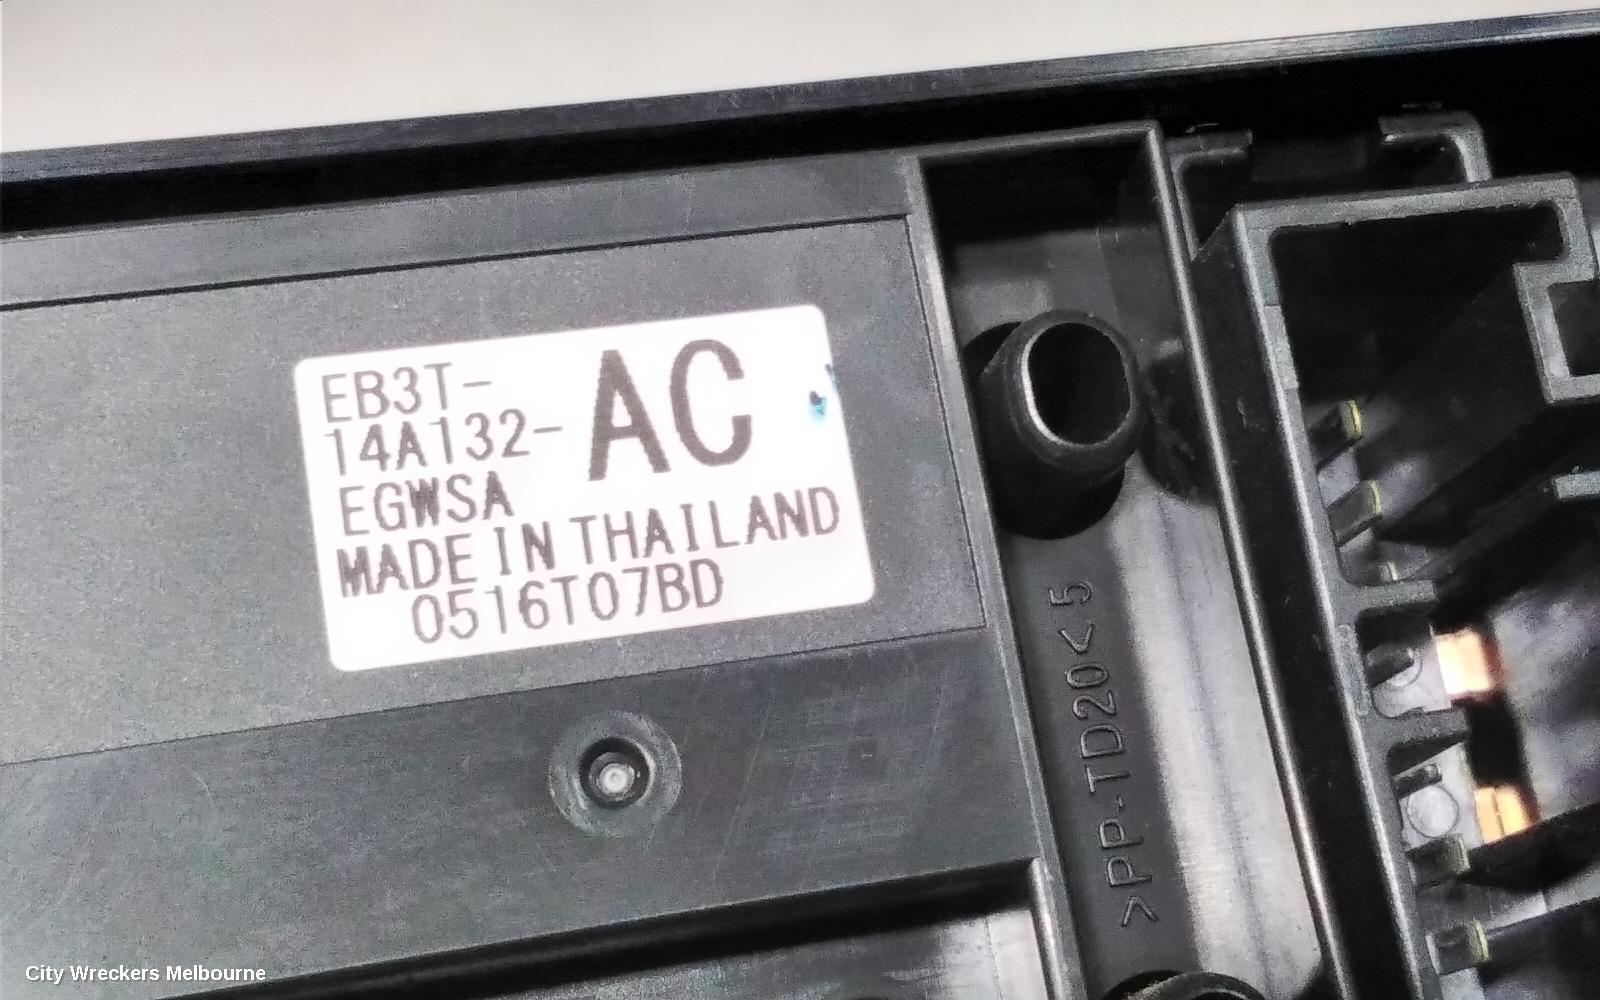 EB3T-
14A132- AC
EGWSA
MADE IN THAILAND
0516T07BD
>PP-TD20<5
City Wreckers Melbourne